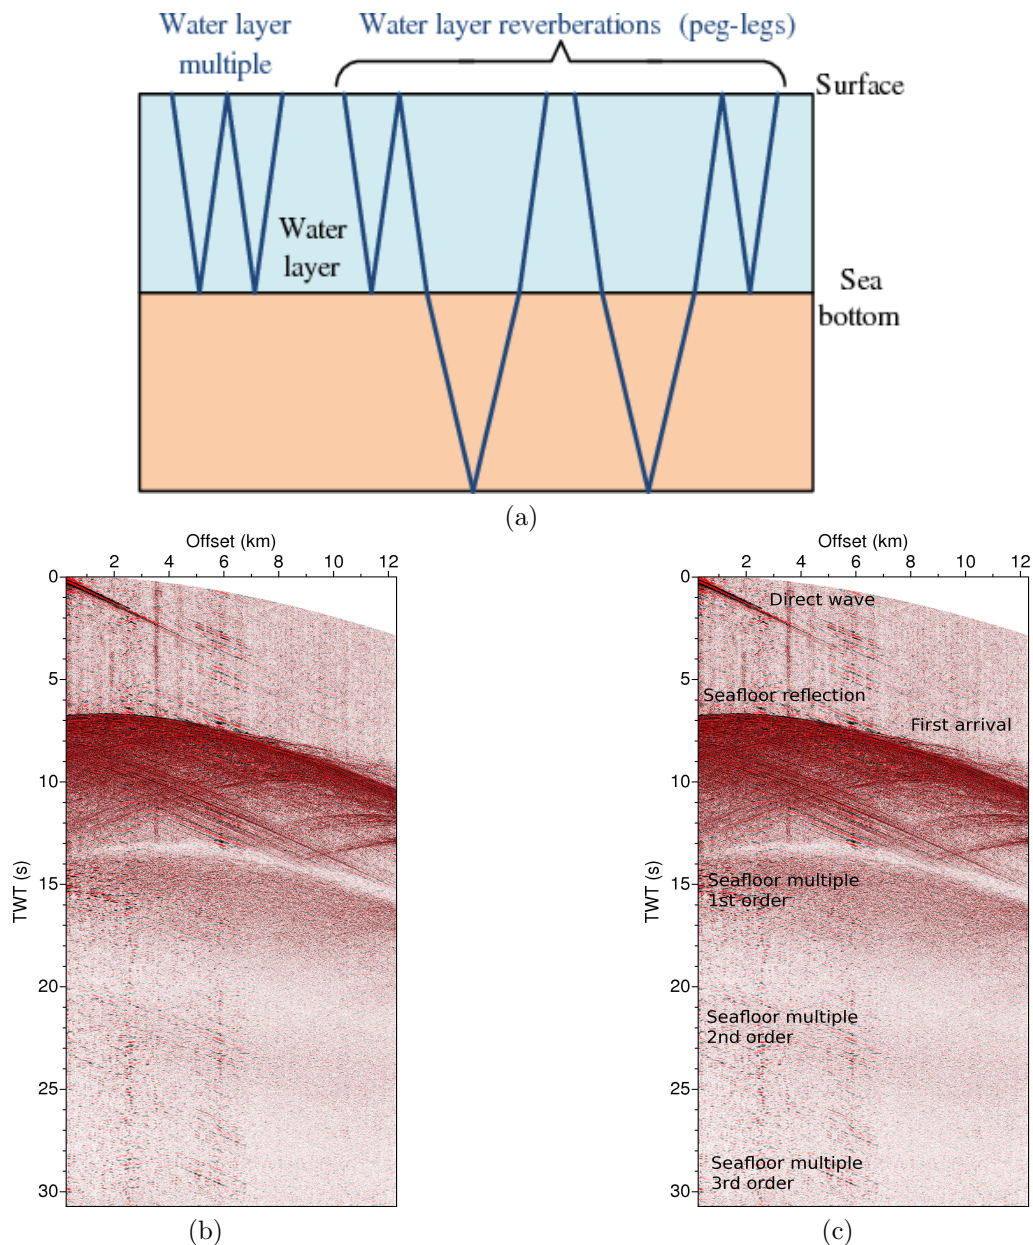 Water layer
multiple
Water layer reverberations (peg-legs)
Surface
Water
layer
Sea
bottom
(a)
Offset (km)
2 4 6 8 10 12
0
5
10
15
20
25
30
TWT (s)
(b)
Offset (km)
2 4 6 8 10 12
0
5
10
15
20
25
30
TWT (s)
Direct wave
Seafloor reflection
First arrival
Seafloor multiple
1st order
Seafloor multiple
2nd order
Seafloor multiple
3rd order
(c)